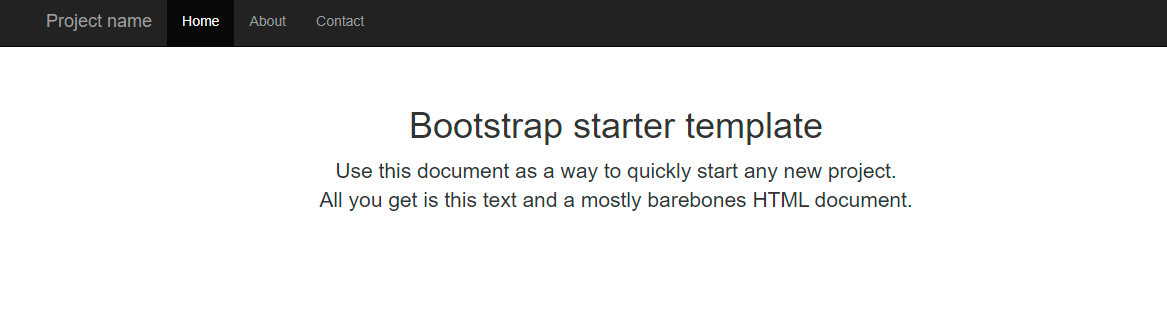 Project name Home About Contact
Bootstrap starter template
Use this document as a way to quickly start any new project.
All you get is this text and a mostly barebones HTML document.